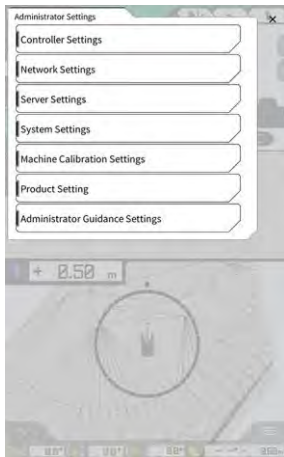 Administrator Settings
×
Controller Settings
Network Settings
Server Settings
System Settings
Machine Calibration Settings
Product Setting
Administrator Guidance Settings
+ 0.50 m